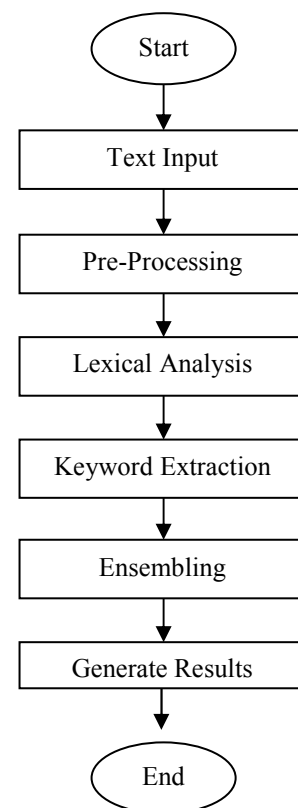 Start
Text Input
Pre-Processing
Lexical Analysis
Keyword Extraction
Ensembling
Generate Results
End